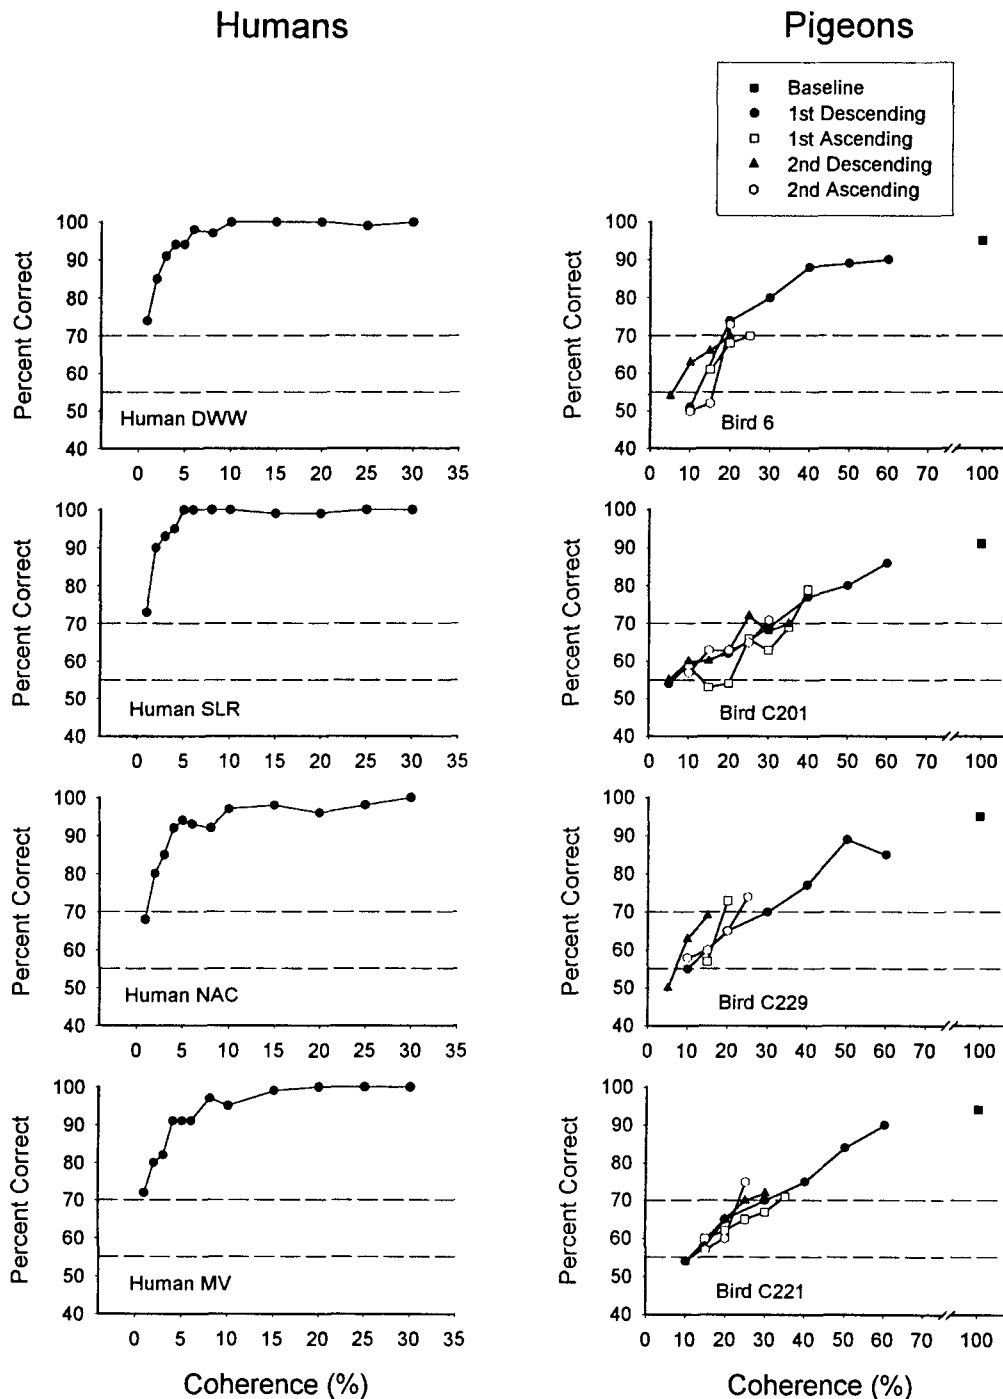 Humans
Pigeons
Baseline
1st Descending
1st Ascending
2nd Descending
2nd Ascending
Percent Correct
100
90
80
70
60
50
40
Human DWW
0 5 10 15 20 25 30 35
Percent Correct
100
90
80
70
60
50
40
Bird 6
0 10 20 30 40 50 60 70 100
Percent Correct
100
90
80
70
60
50
40
Human SLR
0 5 10 15 20 25 30 35
Percent Correct
100
90
80
70
60
50
40
Bird C201
0 10 20 30 40 50 60 70 100
Percent Correct
100
90
80
70
60
50
40
Human NAC
0 5 10 15 20 25 30 35
Percent Correct
100
90
80
70
60
50
40
Bird C229
0 10 20 30 40 50 60 70 100
Percent Correct
100
90
80
70
60
50
40
Human MV
0 5 10 15 20 25 30 35
Coherence (%)
Percent Correct
100
90
80
70
60
50
40
Bird C221
0 10 20 30 40 50 60 70 100
Coherence (%)